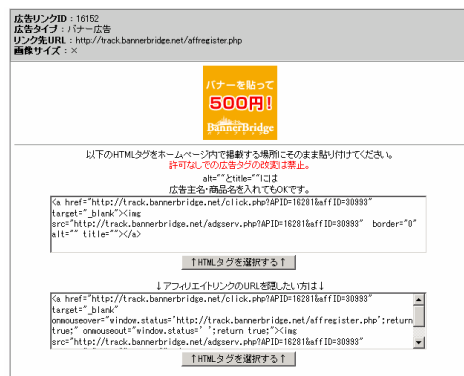 広告リンクID：16152
広告タイプ：バナー広告
リンク先URL：http://track.bannerbridge.net/affregister.php
画像サイズ：×
バナーを貼って
500円!
BannerBridge
以下のHTMLタグをホームページ内で掲載する場所にそのまま貼り付けてください。
許可なしでの広告タグの改変は禁止。
alt=""とtitle=""には
広告主名・商品名を入れてもOKです。
<a href="http://track.bannerbridge.net/click.php?APID=16281&affID=30993"
target="_blank"><img
src="http://track.bannerbridge.net/adgserv.php?APID=16281&affID=30993" border="0"
alt="" title=""></a>
↑HTMLタグを選択する↑
↓アフィリエイトリンクのURLを隠したい方は↓
<a href="http://track.bannerbridge.net/click.php?APID=16281&affID=30993"
target="_blank"
onmouseover="window.status='http://track.bannerbridge.net/affregister.php';return
true;" onmouseout="window.status=' ';return true;"><img
src="http://track.bannerbridge.net/adgserv.php?APID=16281&affID=30993"
↑HTMLタグを選択する↑